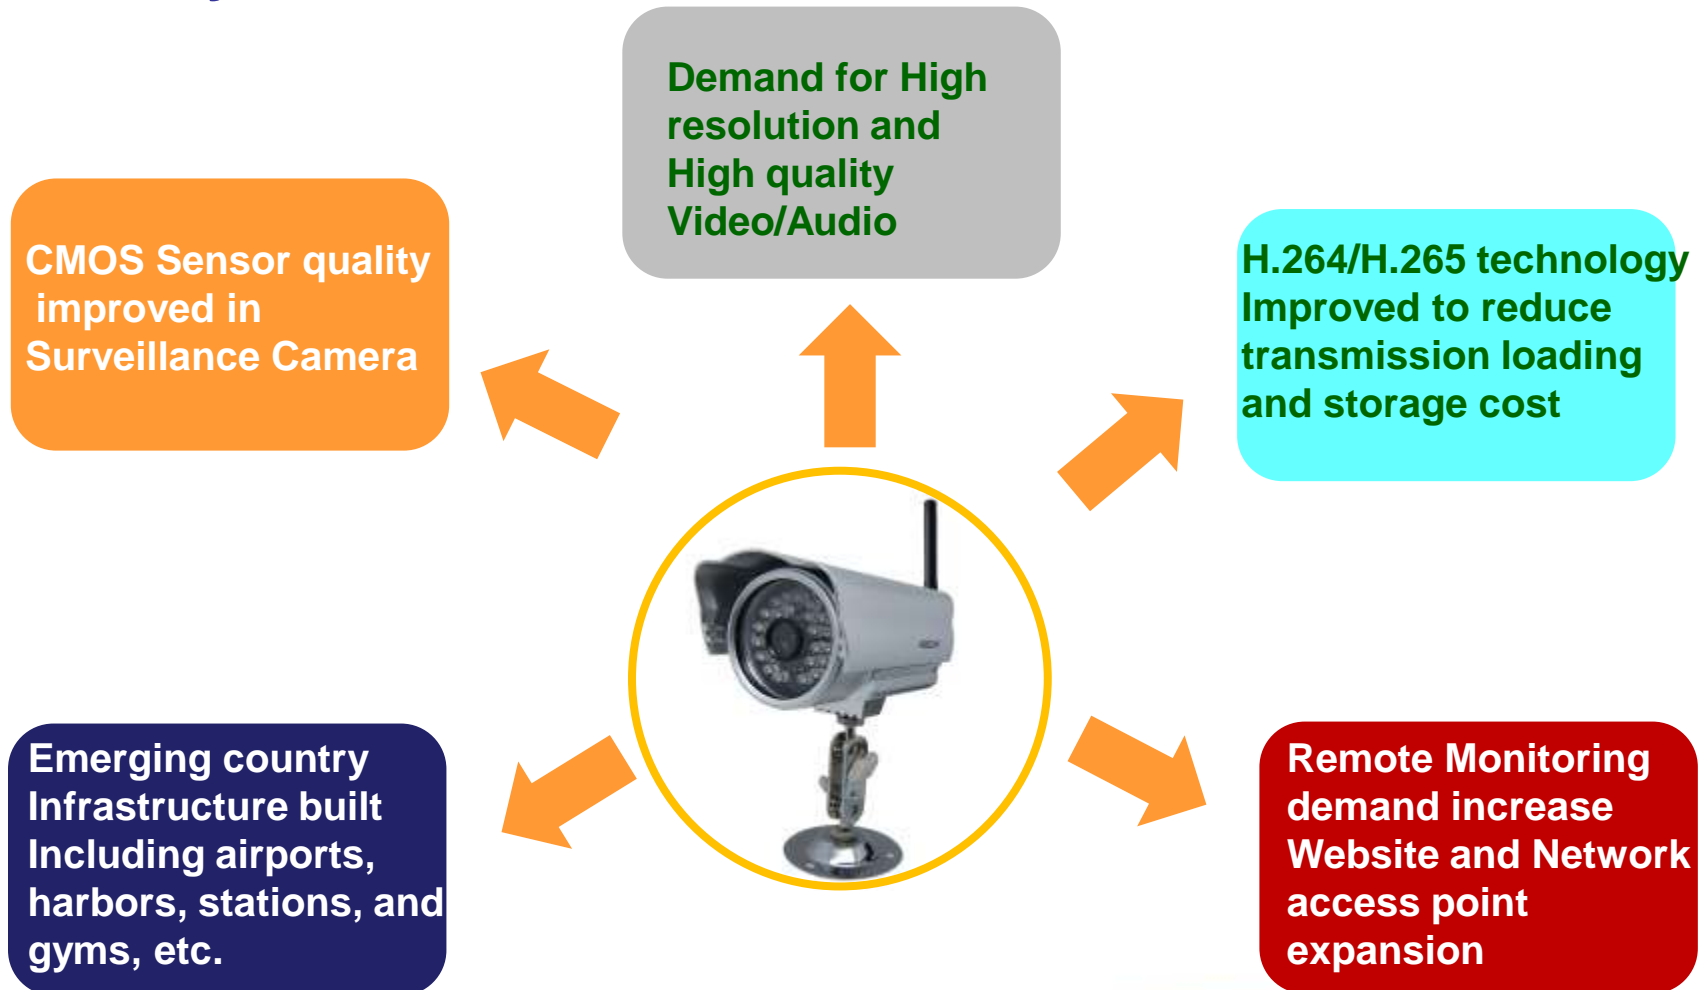 Demand for High
resolution and
High quality
Video/Audio
CMOS Sensor quality
improved in
Surveillance Camera
H.264/H.265 technology
Improved to reduce
transmission loading
and storage cost
Emerging country
Infrastructure built
Including airports,
harbors, stations, and
gyms, etc.
Remote Monitoring
demand increase
Website and Network
access point
expansion